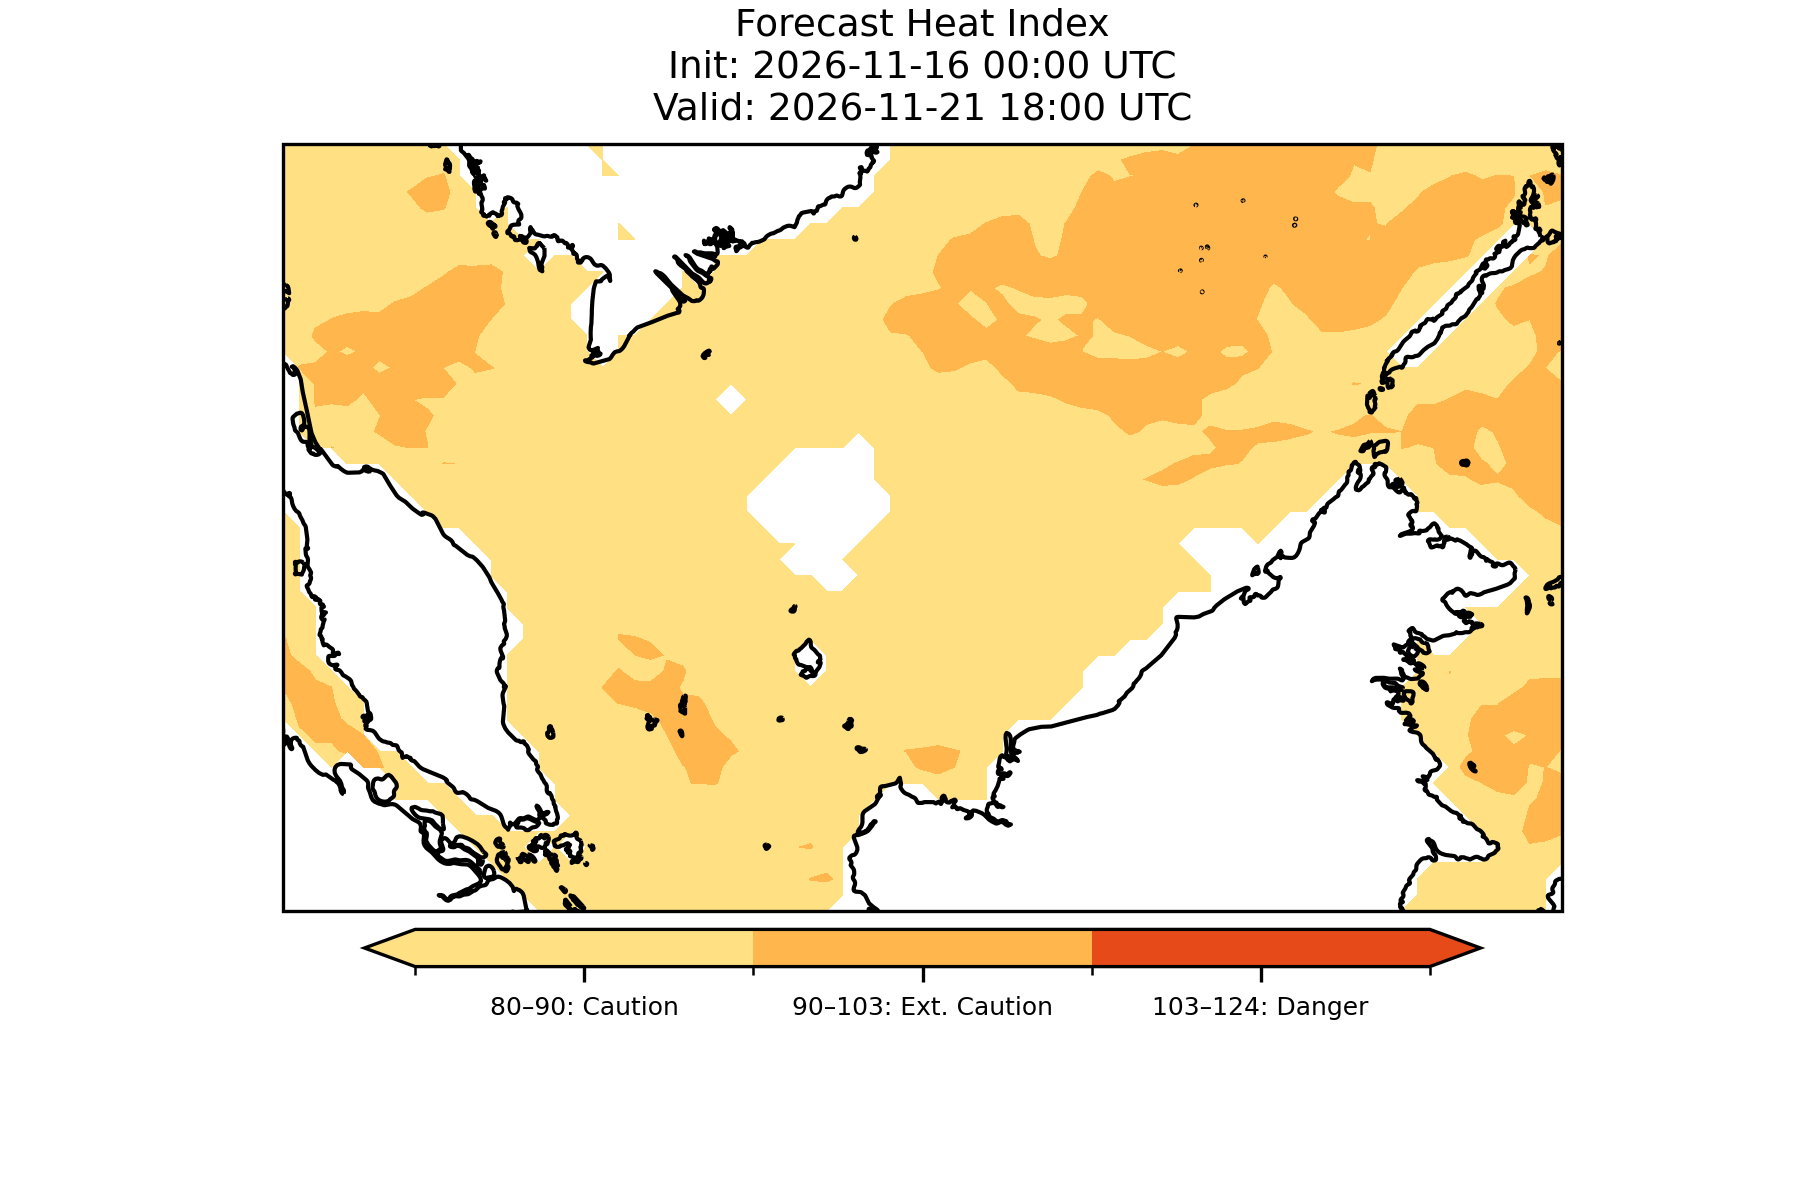 Forecast Heat Index
Init: 2026-11-16 00:00 UTC
Valid: 2026-11-21 18:00 UTC
80–90: Caution
90–103: Ext. Caution
103–124: Danger